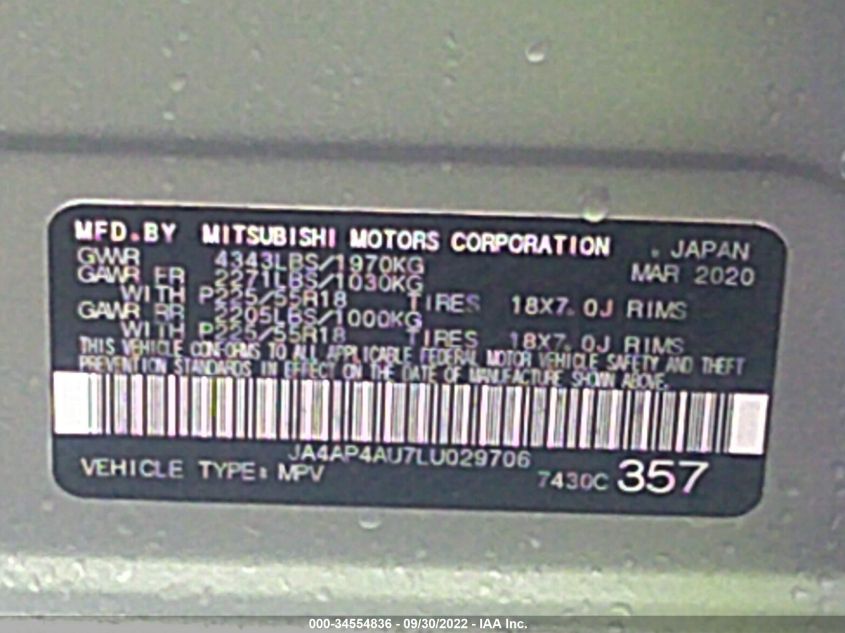 MFD.BY MITSUBISHI MOTORS CORPORATION . JAPAN
GVWR 4343LBS/1970KG MAR 2020
GAWR FR 2271LBS/1030KG
WITH P225/55R18 TIRES 18X7.0J RIMS
GAWR RR 2205LBS/1000KG
WITH P225/55R18 TIRES 18X7.0J RIMS
THIS VEHICLE CONFORMS TO ALL APPLICABLE FEDERAL MOTOR VEHICLE SAFETY AND THEFT
PREVENTION STANDARDS IN EFFECT ON THE DATE OF MANUFACTURE SHOWN ABOVE.
JA4AP4AU7LU029706
VEHICLE TYPE: MPV 7430C 357
000-34554836 - 09/30/2022 - IAA Inc.